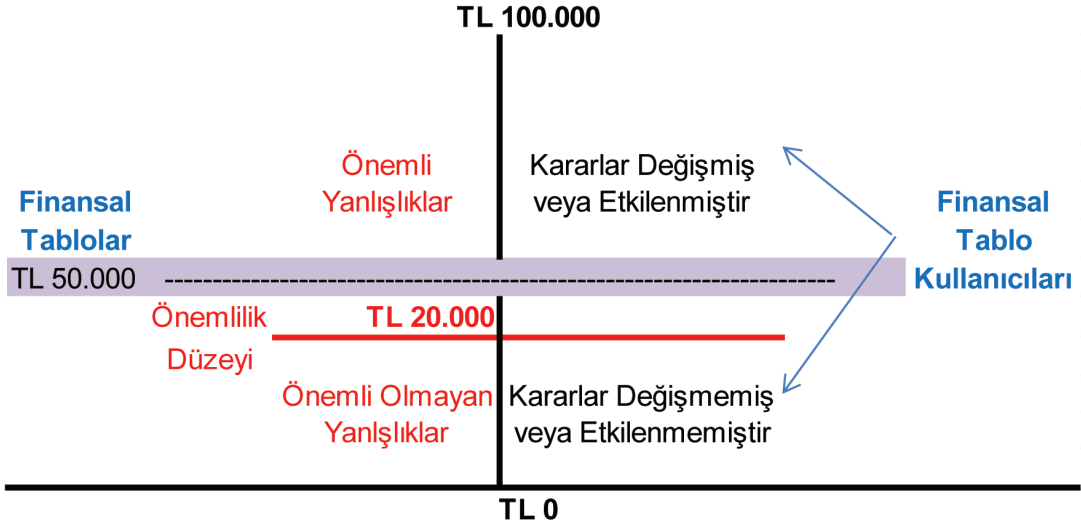 TL 100.000
Önemli
Yanlışlıklar
Kararlar Değişmiş
veya Etkilenmiştir
Finansal
Tablolar
Finansal
Tablo
Kullanıcıları
TL 50.000 ----------------------------------------------------------------------
Önemlilik
Düzeyi
TL 20.000
Önemli Olmayan
Yanlşlıklar
Kararlar Değişmemiş
veya Etkilenmemiştir
TL 0